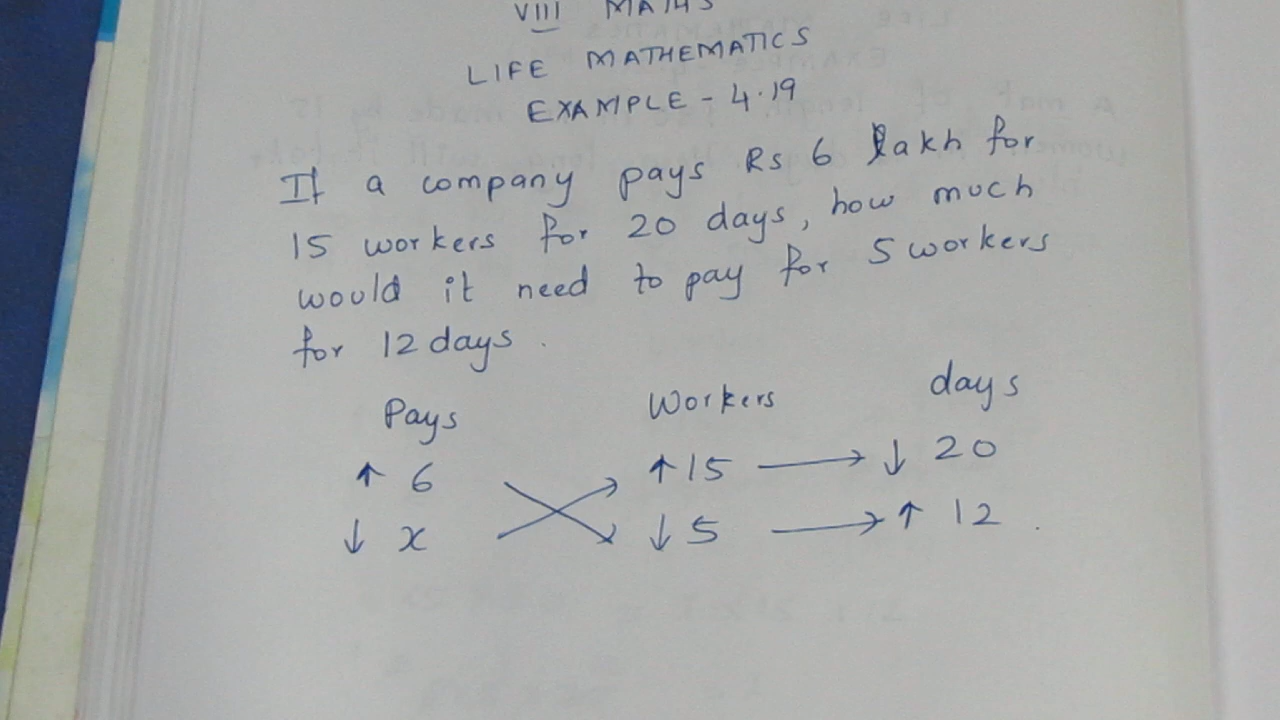 VIII MATHS
LIFE MATHEMATICS
EXAMPLE - 4.19
If a company pays Rs 6 lakh for
15 workers for 20 days, how much
would it need to pay for 5 workers
for 12 days.
Pays Workers days
↑ 6 ↑ 15 → ↓ 20
↓ x ↓ 5 → ↑ 12.